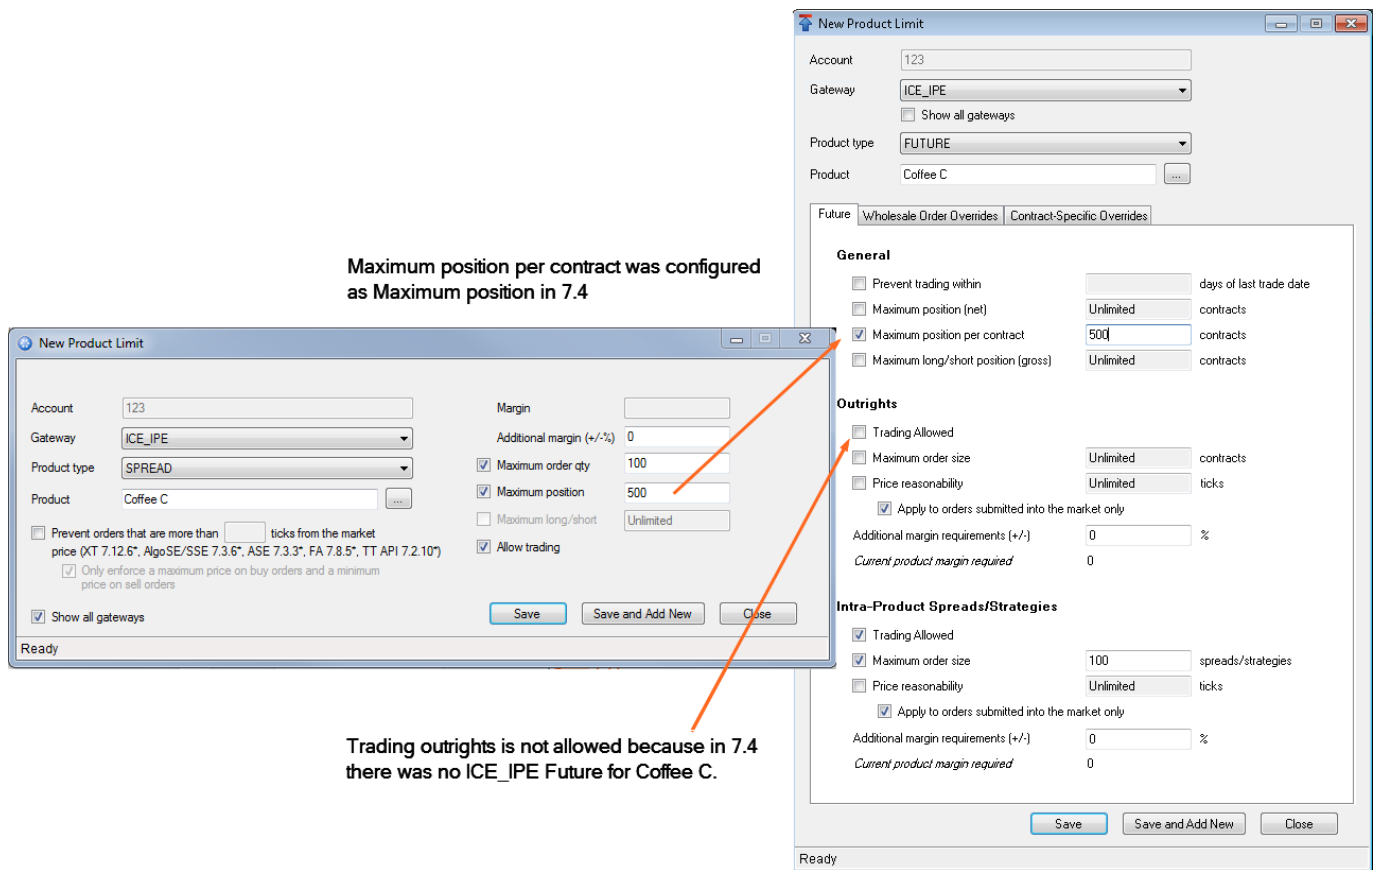 Maximum position per contract was configured
as Maximum position in 7.4
New Product Limit
Account 123
Gateway ICE_IPE
Product type SPREAD
Product Coffee C ...
Prevent orders that are more than ticks from the market
price (XT 7.12.6*, AlgoSE/SSE 7.3.6*, ASE 7.3.3*, FA 7.8.5*, TT API 7.2.10*)
Only enforce a maximum price on buy orders and a minimum
price on sell orders
Show all gateways
Margin
Additional margin (+/-%) 0
Maximum order qty 100
Maximum position 500
Maximum long/short Unlimited
Allow trading
Save Save and Add New Close
Ready
Trading outrights is not allowed because in 7.4
there was no ICE_IPE Future for Coffee C.
New Product Limit
Account 123
Gateway ICE_IPE
Show all gateways
Product type FUTURE
Product Coffee C ...
Future Wholesale Order Overrides Contract-Specific Overrides
General
Prevent trading within days of last trade date
Maximum position (net) Unlimited contracts
Maximum position per contract 500 contracts
Maximum long/short position (gross) Unlimited contracts
Outrights
Trading Allowed
Maximum order size Unlimited contracts
Price reasonability Unlimited ticks
Apply to orders submitted into the market only
Additional margin requirements (+/-) 0 %
Current product margin required 0
Intra-Product Spreads/Strategies
Trading Allowed
Maximum order size 100 spreads/strategies
Price reasonability Unlimited ticks
Apply to orders submitted into the market only
Additional margin requirements (+/-) 0 %
Current product margin required 0
Save Save and Add New Close
Ready